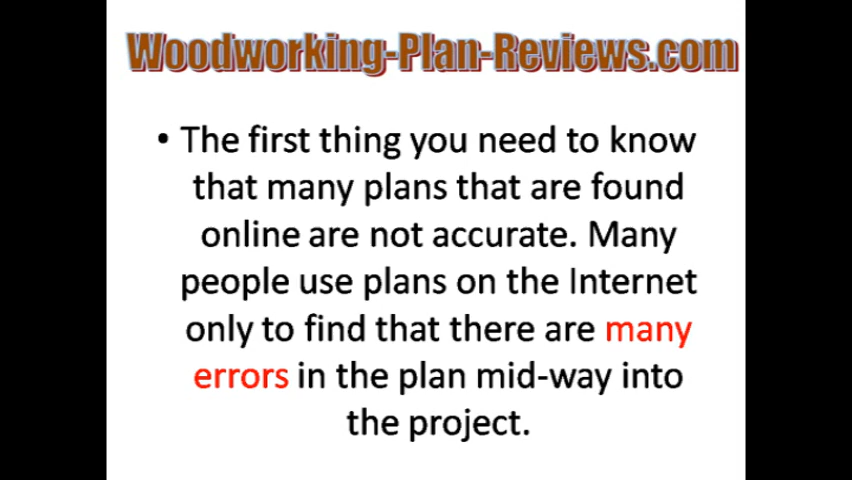 Woodworking-Plan-Reviews.com
• The first thing you need to know
that many plans that are found
online are not accurate. Many
people use plans on the Internet
only to find that there are many
errors in the plan mid-way into
the project.